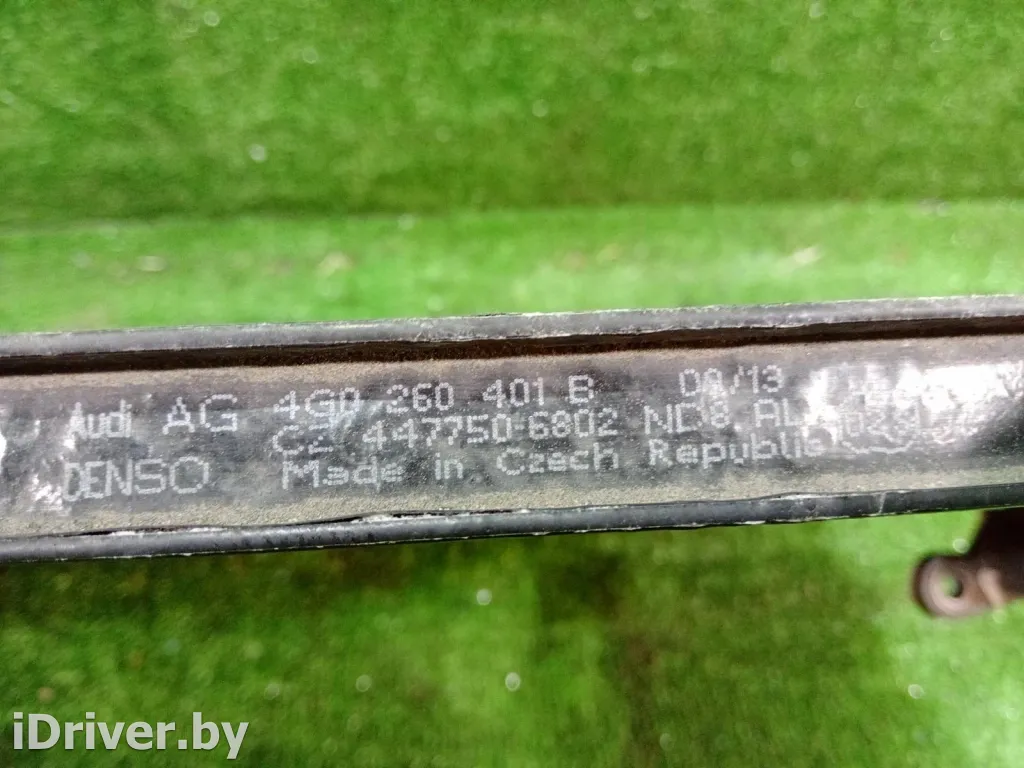 Audi AG 4G0 260 401 B 08/13
CZ 447750-6802 ND8
DENSO Made in Czech Republic
iDriver.by